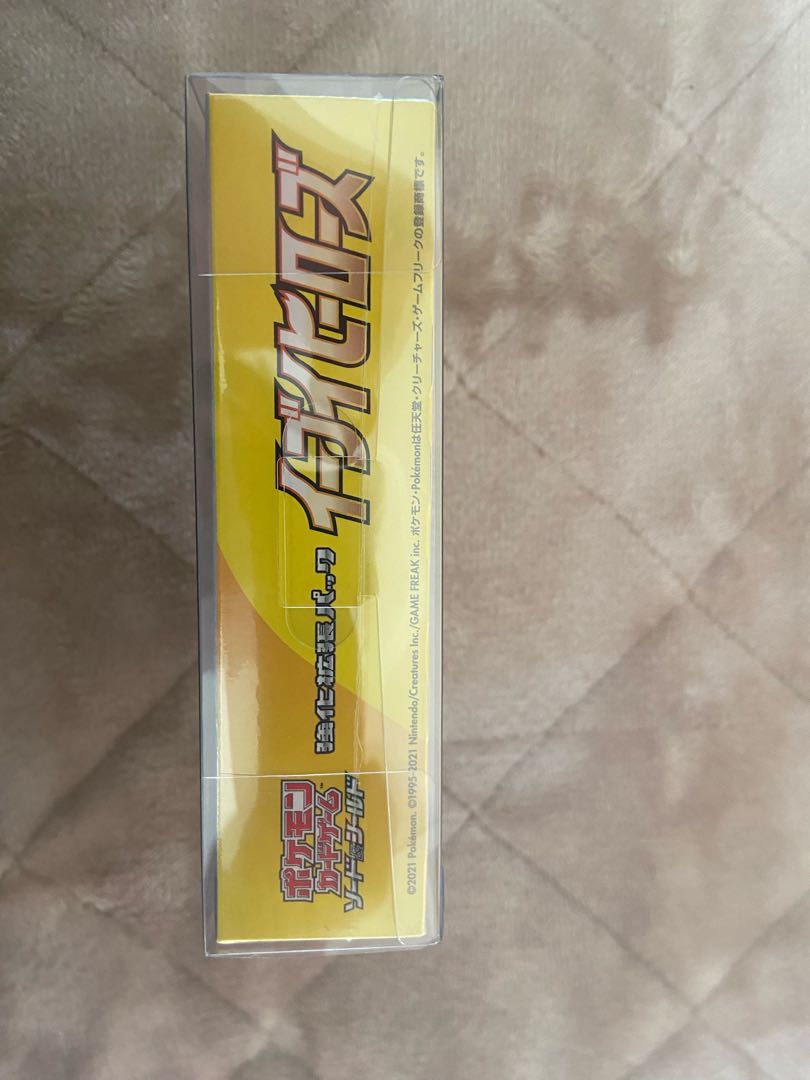 ポケモン
カードゲーム
ソード&シールド
強化拡張パック
イーブイヒーローズ
©2021 Pokémon. ©1995-2021 Nintendo/Creatures Inc./GAME FREAK inc. ポケモン・Pokémonは任天堂・クリーチャーズ・ゲームフリークの登録商標です。